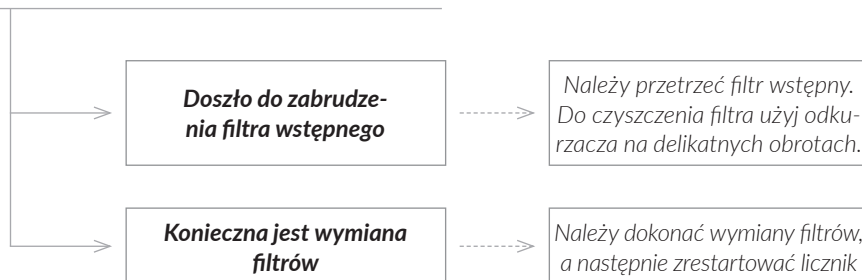 Doszło do zabrudze-
nia filtra wstępnego
Należy przetrzeć filtr wstępny.
Do czyszczenia filtra użyj odku-
rzacza na delikatnych obrotach.
Konieczna jest wymiana
filtrów
Należy dokonać wymiany filtrów,
a następnie zrestartować licznik